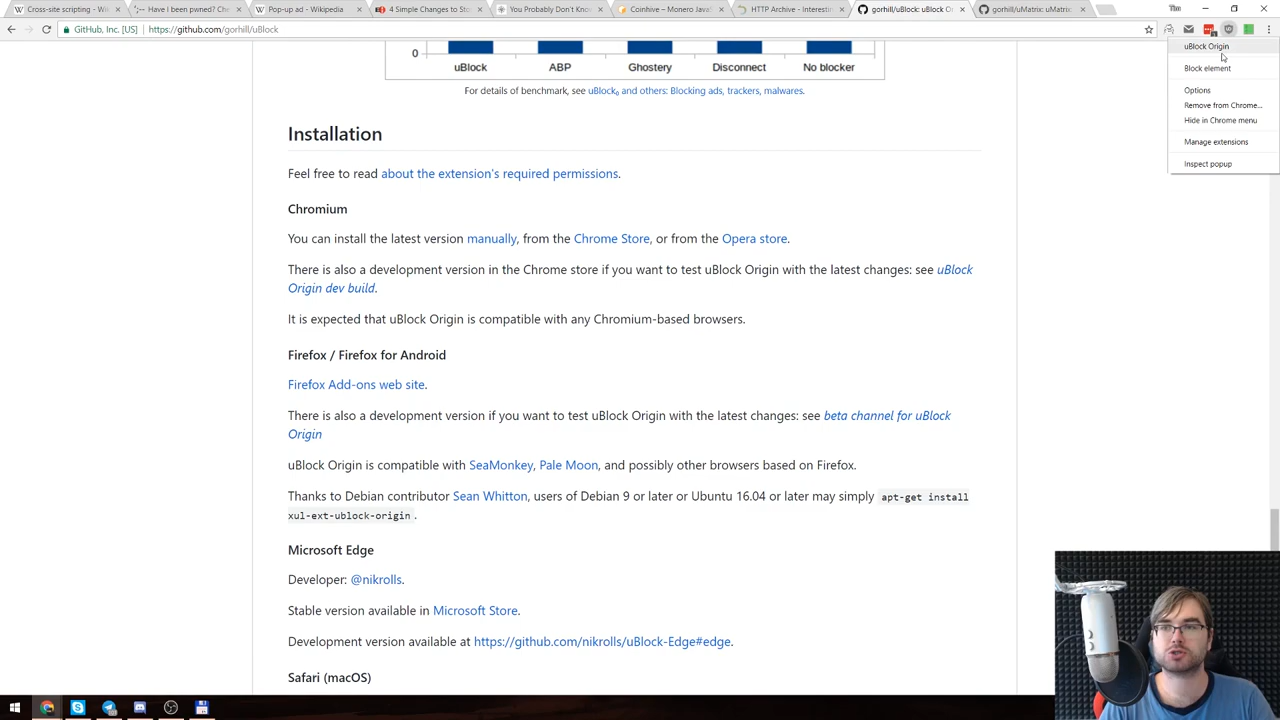 Cross-site scripting - Wi
Have I been pwned? Che
Pop-up ad - Wikipedia
4 Simple Changes to Sto
You Probably Don't Know
Coinhive – Monero JavaS
HTTP Archive - Interestin
gorhill/uBlock: uBlock O
gorhill/uMatrix: uMatrix
GitHub, Inc. [US]
https://github.com/gorhill/uBlock
uBlock Origin
Block element
Options
Remove from Chrome...
Hide in Chrome menu
Manage extensions
Inspect popup
0
uBlock
ABP
Ghostery
Disconnect
No blocker
For details of benchmark, see uBlock₀ and others: Blocking ads, trackers, malwares.
Installation
Feel free to read about the extension's required permissions.
Chromium
You can install the latest version manually, from the Chrome Store, or from the Opera store.
There is also a development version in the Chrome store if you want to test uBlock Origin with the latest changes: see uBlock
Origin dev build.
It is expected that uBlock Origin is compatible with any Chromium-based browsers.
Firefox / Firefox for Android
Firefox Add-ons web site.
There is also a development version if you want to test uBlock Origin with the latest changes: see beta channel for uBlock
Origin
uBlock Origin is compatible with SeaMonkey, Pale Moon, and possibly other browsers based on Firefox.
Thanks to Debian contributor Sean Whitton, users of Debian 9 or later or Ubuntu 16.04 or later may simply apt-get install
xul-ext-ublock-origin .
Microsoft Edge
Developer: @nikrolls.
Stable version available in Microsoft Store.
Development version available at https://github.com/nikrolls/uBlock-Edge#edge.
Safari (macOS)